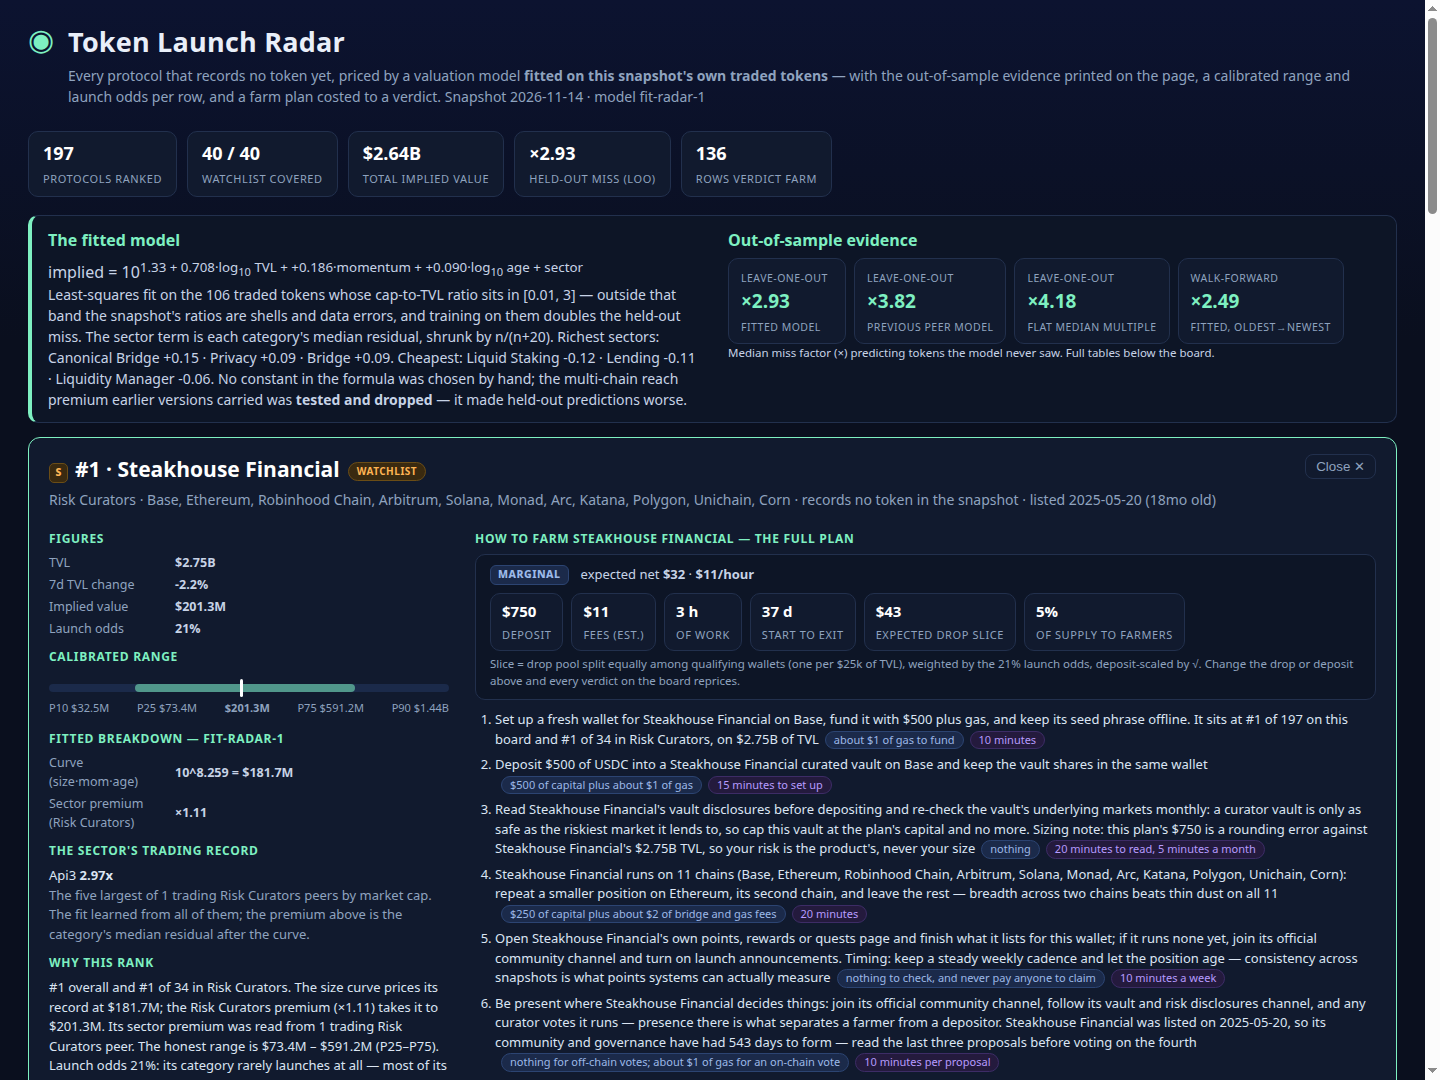 Token Launch Radar
Every protocol that records no token yet, priced by a valuation model fitted on this snapshot's own traded tokens — with the out-of-sample evidence printed on the page, a calibrated range and
launch odds per row, and a farm plan costed to a verdict. Snapshot 2026-11-14 · model fit-radar-1
197
PROTOCOLS RANKED
40 / 40
WATCHLIST COVERED
$2.64B
TOTAL IMPLIED VALUE
×2.93
HELD-OUT MISS (LOO)
136
ROWS VERDICT FARM
The fitted model
implied = 10^1.33 + 0.708·log10 TVL + +0.186·momentum + +0.090·log10 age + sector
Least-squares fit on the 106 traded tokens whose cap-to-TVL ratio sits in [0.01, 3] — outside that
band the snapshot's ratios are shells and data errors, and training on them doubles the held-out
miss. The sector term is each category's median residual, shrunk by n/(n+20). Richest sectors:
Canonical Bridge +0.15 · Privacy +0.09 · Bridge +0.09. Cheapest: Liquid Staking -0.12 · Lending -0.11
· Liquidity Manager -0.06. No constant in the formula was chosen by hand; the multi-chain reach
premium earlier versions carried was tested and dropped — it made held-out predictions worse.
Out-of-sample evidence
LEAVE-ONE-OUT
×2.93
FITTED MODEL
LEAVE-ONE-OUT
×3.82
PREVIOUS PEER MODEL
LEAVE-ONE-OUT
×4.18
FLAT MEDIAN MULTIPLE
WALK-FORWARD
×2.49
FITTED, OLDEST→NEWEST
Median miss factor (×) predicting tokens the model never saw. Full tables below the board.
S #1 · Steakhouse Financial WATCHLIST
Close ✕
Risk Curators · Base, Ethereum, Robinhood Chain, Arbitrum, Solana, Monad, Arc, Katana, Polygon, Unichain, Corn · records no token in the snapshot · listed 2025-05-20 (18mo old)
FIGURES
TVL $2.75B
7d TVL change -2.2%
Implied value $201.3M
Launch odds 21%
CALIBRATED RANGE
P10 $32.5M P25 $73.4M $201.3M P75 $591.2M P90 $1.44B
FITTED BREAKDOWN — FIT-RADAR-1
Curve
(size·mom·age) 10^8.259 = $181.7M
Sector premium
(Risk Curators) ×1.11
THE SECTOR'S TRADING RECORD
Api3 2.97x
The five largest of 1 trading Risk Curators peers by market cap.
The fit learned from all of them; the premium above is the
category's median residual after the curve.
WHY THIS RANK
#1 overall and #1 of 34 in Risk Curators. The size curve prices its
record at $181.7M; the Risk Curators premium (×1.11) takes it to
$201.3M. Its sector premium was read from 1 trading Risk
Curators peer. The honest range is $73.4M – $591.2M (P25–P75).
Launch odds 21%: its category rarely launches at all — most of its
HOW TO FARM STEAKHOUSE FINANCIAL — THE FULL PLAN
MARGINAL expected net $32 · $11/hour
$750
DEPOSIT
$11
FEES (EST.)
3 h
OF WORK
37 d
START TO EXIT
$43
EXPECTED DROP SLICE
5%
OF SUPPLY TO FARMERS
Slice = drop pool split equally among qualifying wallets (one per $25k of TVL), weighted by the 21% launch odds, deposit-scaled by √. Change the drop or deposit
above and every verdict on the board reprices.
1. Set up a fresh wallet for Steakhouse Financial on Base, fund it with $500 plus gas, and keep its seed phrase offline. It sits at #1 of 197 on this
board and #1 of 34 in Risk Curators, on $2.75B of TVL about $1 of gas to fund 10 minutes
2. Deposit $500 of USDC into a Steakhouse Financial curated vault on Base and keep the vault shares in the same wallet
$500 of capital plus about $1 of gas 15 minutes to set up
3. Read Steakhouse Financial's vault disclosures before depositing and re-check the vault's underlying markets monthly: a curator vault is only as
safe as the riskiest market it lends to, so cap this vault at the plan's capital and no more. Sizing note: this plan's $750 is a rounding error against
Steakhouse Financial's $2.75B TVL, so your risk is the product's, never your size nothing 20 minutes to read, 5 minutes a month
4. Steakhouse Financial runs on 11 chains (Base, Ethereum, Robinhood Chain, Arbitrum, Solana, Monad, Arc, Katana, Polygon, Unichain, Corn):
repeat a smaller position on Ethereum, its second chain, and leave the rest — breadth across two chains beats thin dust on all 11
$250 of capital plus about $2 of bridge and gas fees 20 minutes
5. Open Steakhouse Financial's own points, rewards or quests page and finish what it lists for this wallet; if it runs none yet, join its official
community channel and turn on launch announcements. Timing: keep a steady weekly cadence and let the position age — consistency across
snapshots is what points systems can actually measure nothing to check, and never pay anyone to claim 10 minutes a week
6. Be present where Steakhouse Financial decides things: join its official community channel, follow its vault and risk disclosures channel, and any
curator votes it runs — presence there is what separates a farmer from a depositor. Steakhouse Financial was listed on 2025-05-20, so its
community and governance have had 543 days to form — read the last three proposals before voting on the fourth
nothing for off-chain votes; about $1 of gas for an on-chain vote 10 minutes per proposal